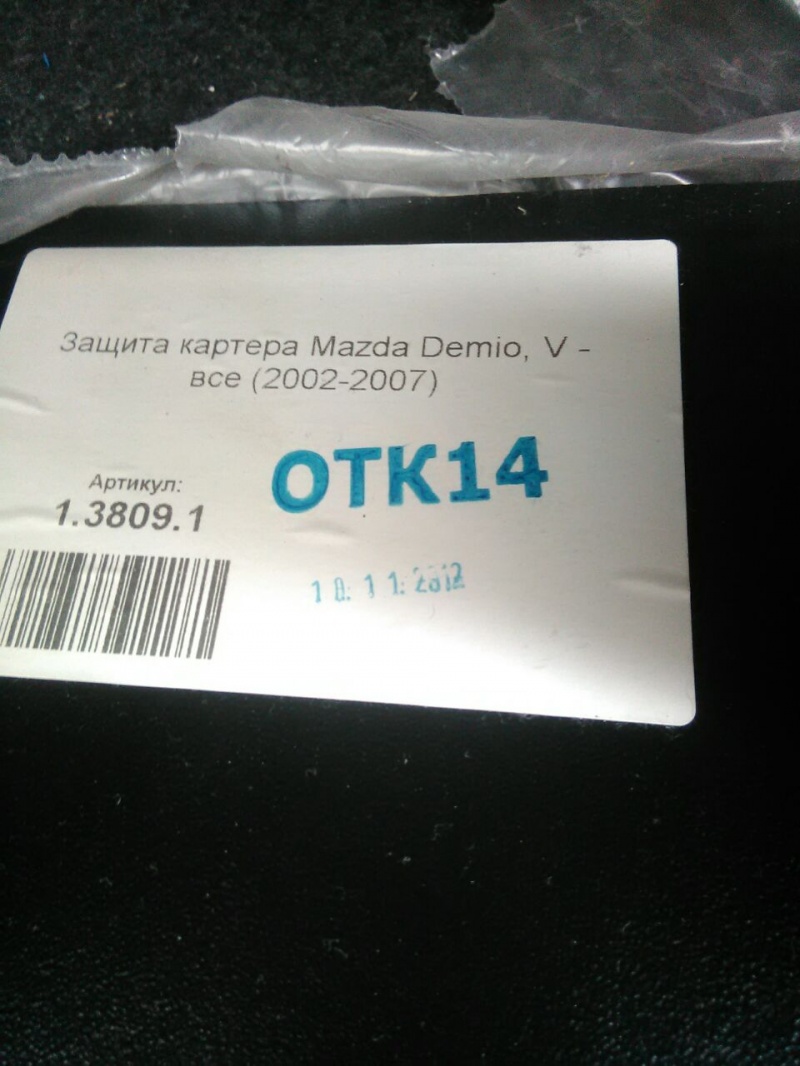 Защита картера Mazda Demio, V -
все (2002-2007)
ОТК14
Артикул:
1.3809.1
10.11.2012